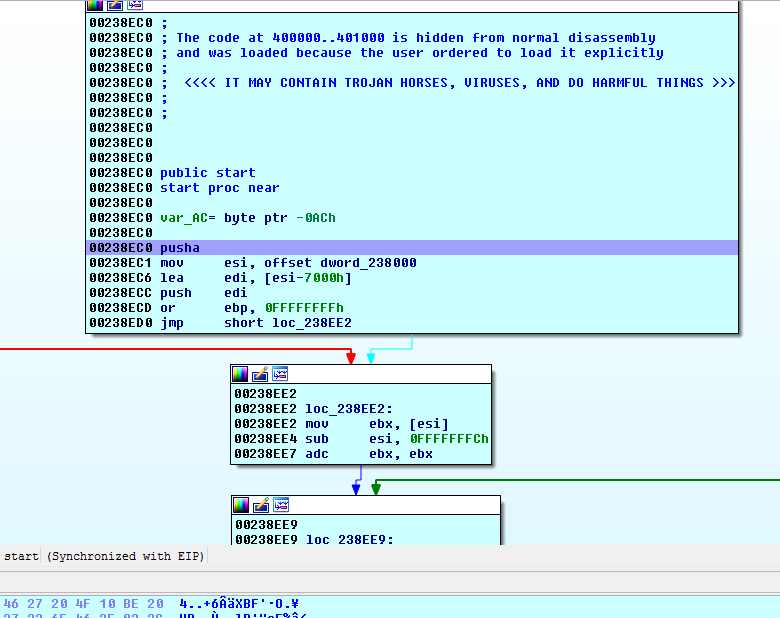 00238EC0 ;
00238EC0 ; The code at 400000..401000 is hidden from normal disassembly
00238EC0 ; and was loaded because the user ordered to load it explicitly
00238EC0 ;
00238EC0 ;  <<<< IT MAY CONTAIN TROJAN HORSES, VIRUSES, AND DO HARMFUL THINGS >>>
00238EC0 ;
00238EC0 ;
00238EC0
00238EC0
00238EC0
00238EC0 public start
00238EC0 start proc near
00238EC0
00238EC0 var_AC= byte ptr -0ACh
00238EC0
00238EC0 pusha
00238EC1 mov     esi, offset dword_238000
00238EC6 lea     edi, [esi-7000h]
00238ECC push    edi
00238ECD or      ebp, 0FFFFFFFFh
00238ED0 jmp     short loc_238EE2
00238EE2
00238EE2 loc_238EE2:
00238EE2 mov     ebx, [esi]
00238EE4 sub     esi, 0FFFFFFFCh
00238EE7 adc     ebx, ebx
00238EE9
00238EE9 loc_238EE9:
start (Synchronized with EIP)
46 27 20 4F 10 BE 20  4..+6ÂäXBF'·O.¥